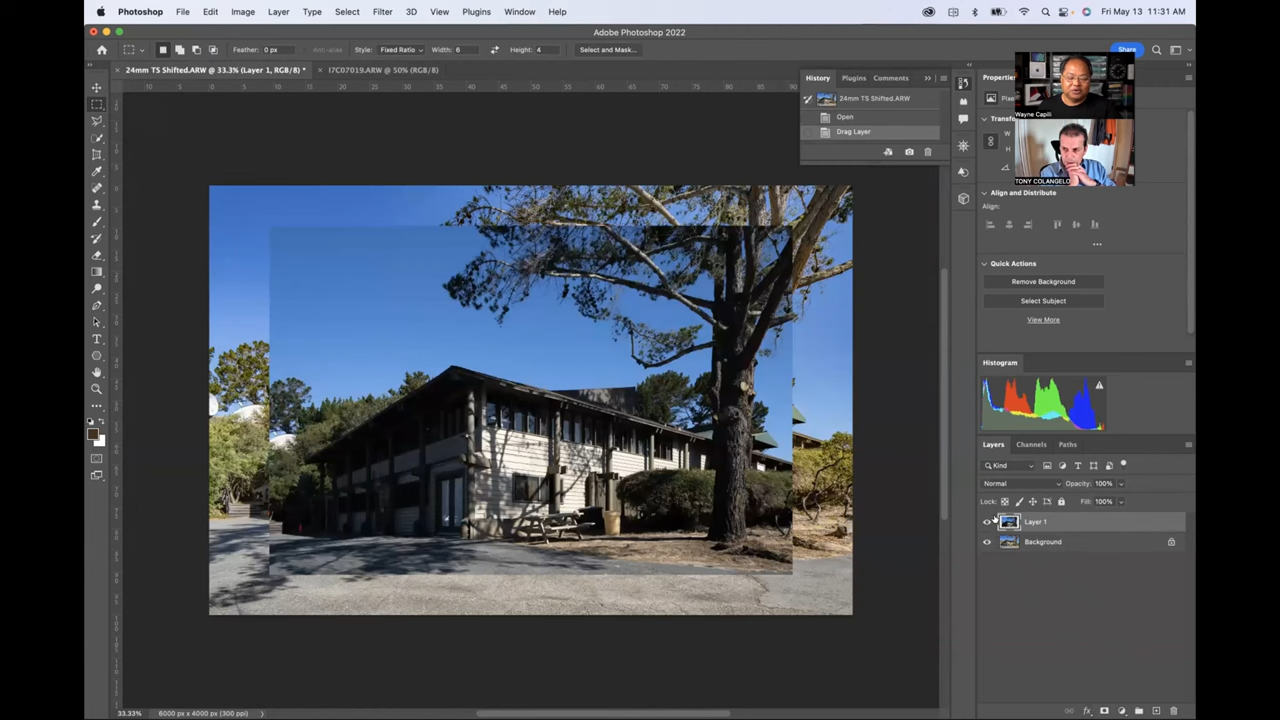 Photoshop File Edit Image Layer Type Select Filter 3D View Plugins Window Help Fri May 13 11:31 AM
Adobe Photoshop 2022
Feather: 0 px Anti-alias Style: Fixed Ratio Width: 6 Height: 4 Select and Mask... Share
24mm TS Shifted.ARW @ 33.3% (Layer 1, RGB/8) * I7C07019.ARW @ 50% (RGB/8)
History Plugins Comments
24mm TS Shifted.ARW
Open
Drag Layer
Properties
Transfo
Wayne Capili
TONY COLANGELO
Align and Distribute
Align:
Quick Actions
Remove Background
Select Subject
View More
Histogram
Layers Channels Paths
Kind
Normal Opacity: 100%
Lock: Fill: 100%
Layer 1
Background
33.33% 6000 px x 4000 px (300 ppi)